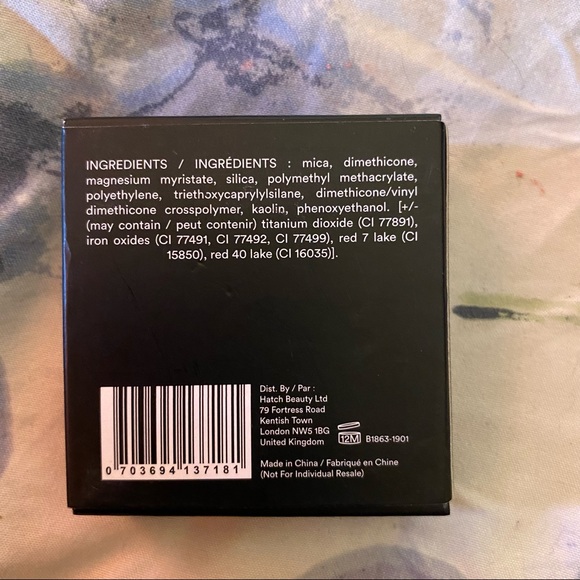 INGREDIENTS / INGRÉDIENTS : mica, dimethicone,
magnesium myristate, silica, polymethyl methacrylate,
polyethylene, triethoxycaprylylsilane, dimethicone/vinyl
dimethicone crosspolymer, kaolin, phenoxyethanol. [+/-
(may contain / peut contenir) titanium dioxide (CI 77891),
iron oxides (CI 77491, CI 77492, CI 77499), red 7 lake (CI
15850), red 40 lake (CI 16035)].
Dist. By / Par :
Hatch Beauty Ltd
79 Fortress Road
Kentish Town
London NW5 1BG
United Kingdom
12M B1863-1901
Made in China / Fabriqué en Chine
(Not For Individual Resale)
0 703694 137181